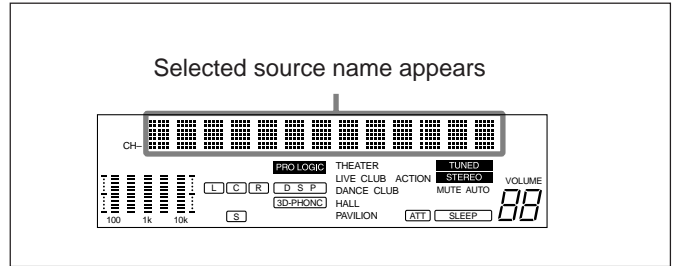 Selected source name appears
CH–
PRO LOGIC THEATER TUNED
LIVE CLUB ACTION STEREO
L C R D S P DANCE CLUB MUTE AUTO VOLUME
3D-PHONIC HALL
S PAVILION ATT SLEEP 88
100 1k 10k